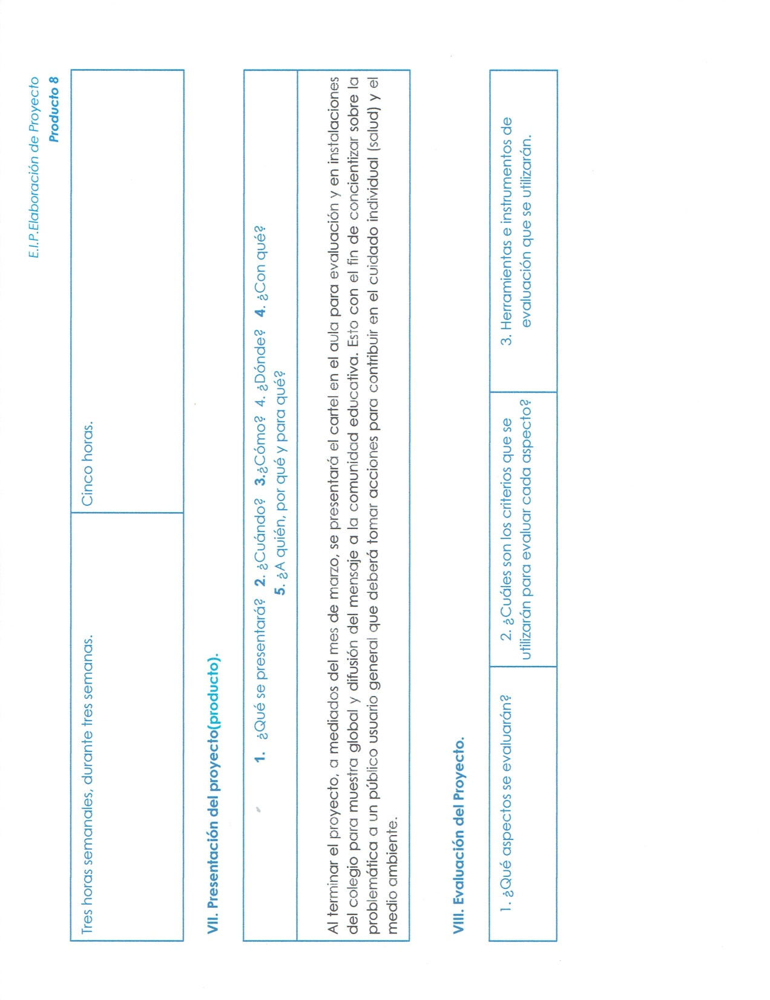 E.I.P.Elaboración de Proyecto
Producto 8
Tres horas semanales, durante tres semanas.
Cinco horas.
VII. Presentación del proyecto(producto).
1. ¿Qué se presentará? 2. ¿Cuándo? 3.¿Cómo? 4. ¿Dónde? 4. ¿Con qué?
5. ¿A quién, por qué y para qué?
Al terminar el proyecto, a mediados del mes de marzo, se presentará el cartel en el aula para evaluación y en instalaciones
del colegio para muestra global y difusión del mensaje a la comunidad educativa. Esto con el fin de concientizar sobre la
problemática a un público usuario general que deberá tomar acciones para contribuir en el cuidado individual (salud) y el
medio ambiente.
VIII. Evaluación del Proyecto.
1. ¿Qué aspectos se evaluarán?
2. ¿Cuáles son los criterios que se
utilizarán para evaluar cada aspecto?
3. Herramientas e instrumentos de
evaluación que se utilizarán.